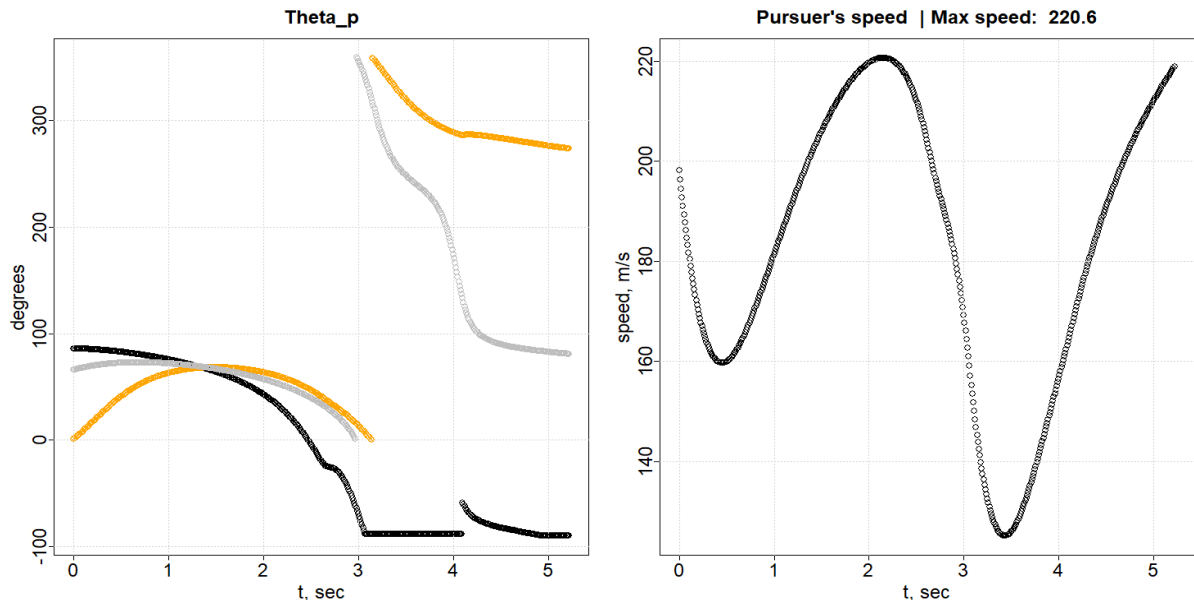 Theta_p
degrees
300
200
100
0
-100
0 1 2 3 4 5
t, sec
Pursuer's speed | Max speed: 220.6
speed, m/s
220
200
180
160
140
0 1 2 3 4 5
t, sec